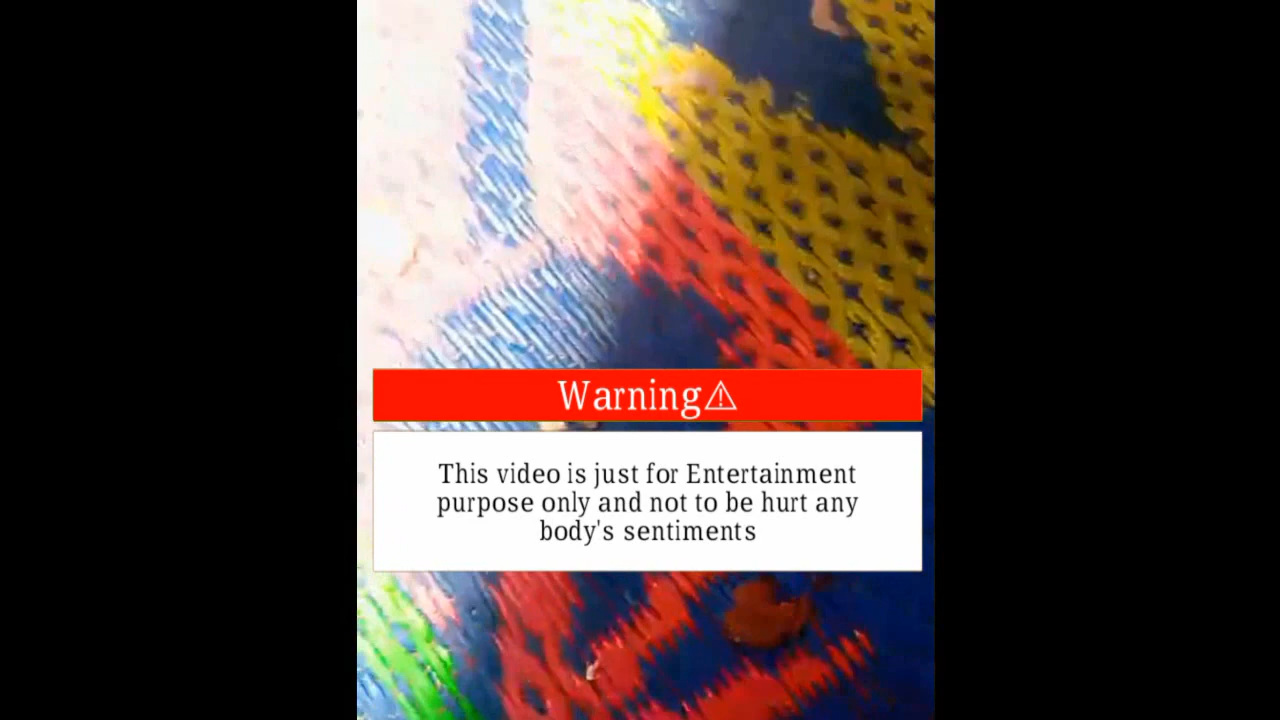 Warning⚠
This video is just for Entertainment
purpose only and not to be hurt any
body's sentiments